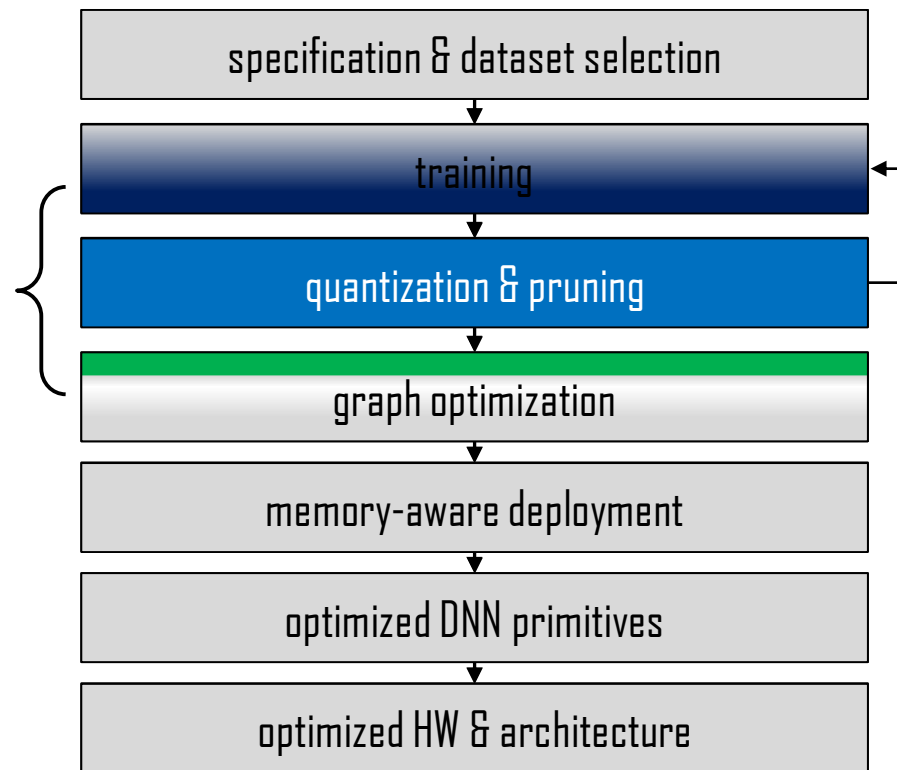 specification & dataset selection
training
quantization & pruning
graph optimization
memory-aware deployment
optimized DNN primitives
optimized HW & architecture